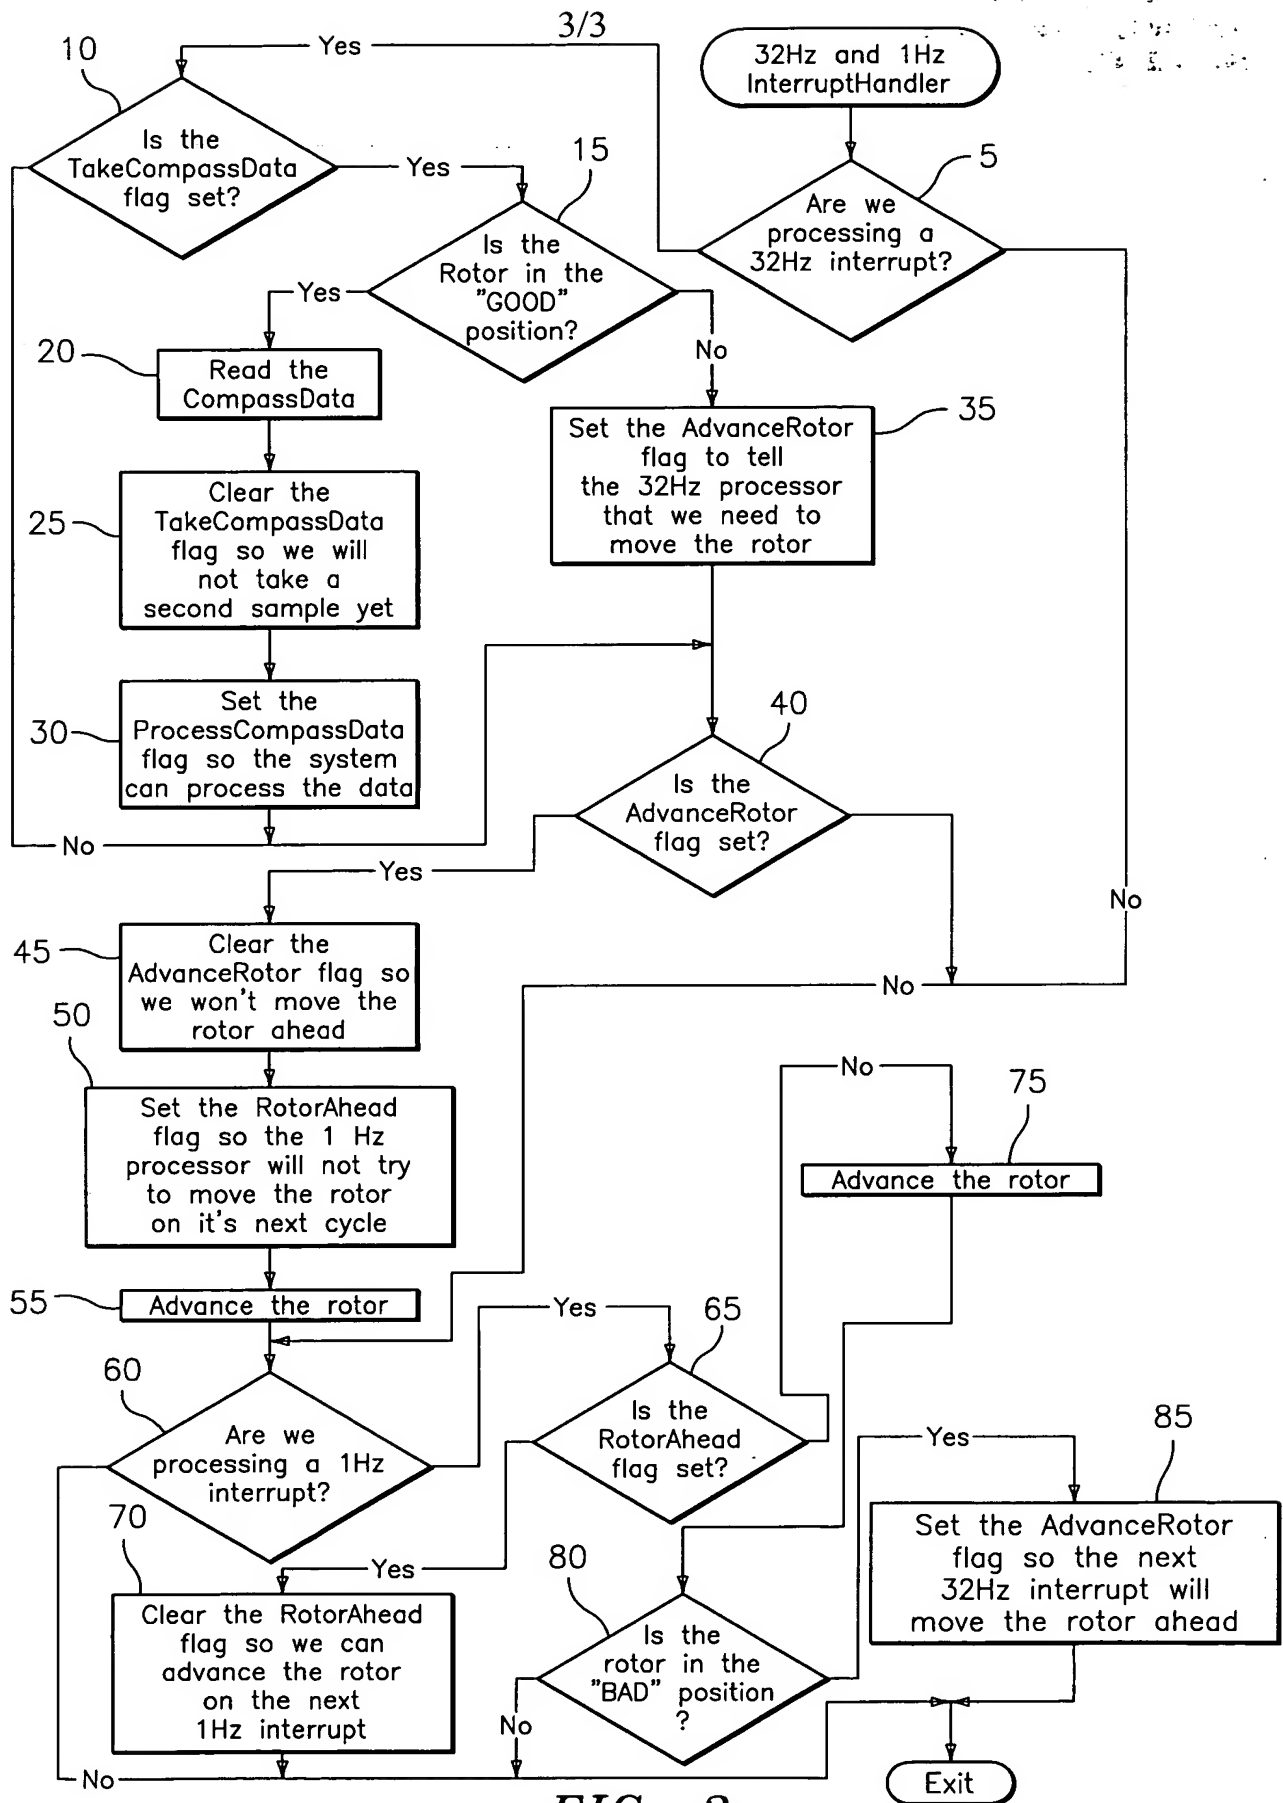 3/3
32Hz and 1Hz
InterruptHandler
5
Are we
processing a
32Hz interrupt?
Yes
10
Is the
TakeCompassData
flag set?
Yes
15
Is the
Rotor in the
"GOOD"
position?
Yes
No
20
Read the
CompassData
35
Set the AdvanceRotor
flag to tell
the 32Hz processor
that we need to
move the rotor
25
Clear the
TakeCompassData
flag so we will
not take a
second sample yet
30
Set the
ProcessCompassData
flag so the system
can process the data
No
40
Is the
AdvanceRotor
flag set?
Yes
No
No
45
Clear the
AdvanceRotor flag so
we won't move the
rotor ahead
50
Set the RotorAhead
flag so the 1 Hz
processor will not try
to move the rotor
on it's next cycle
No
75
Advance the rotor
55
Advance the rotor
60
Are we
processing a 1Hz
interrupt?
Yes
65
Is the
RotorAhead
flag set?
Yes
70
Clear the RotorAhead
flag so we can
advance the rotor
on the next
1Hz interrupt
No
80
Is the
rotor in the
"BAD" position
?
No
Yes
85
Set the AdvanceRotor
flag so the next
32Hz interrupt will
move the rotor ahead
Exit